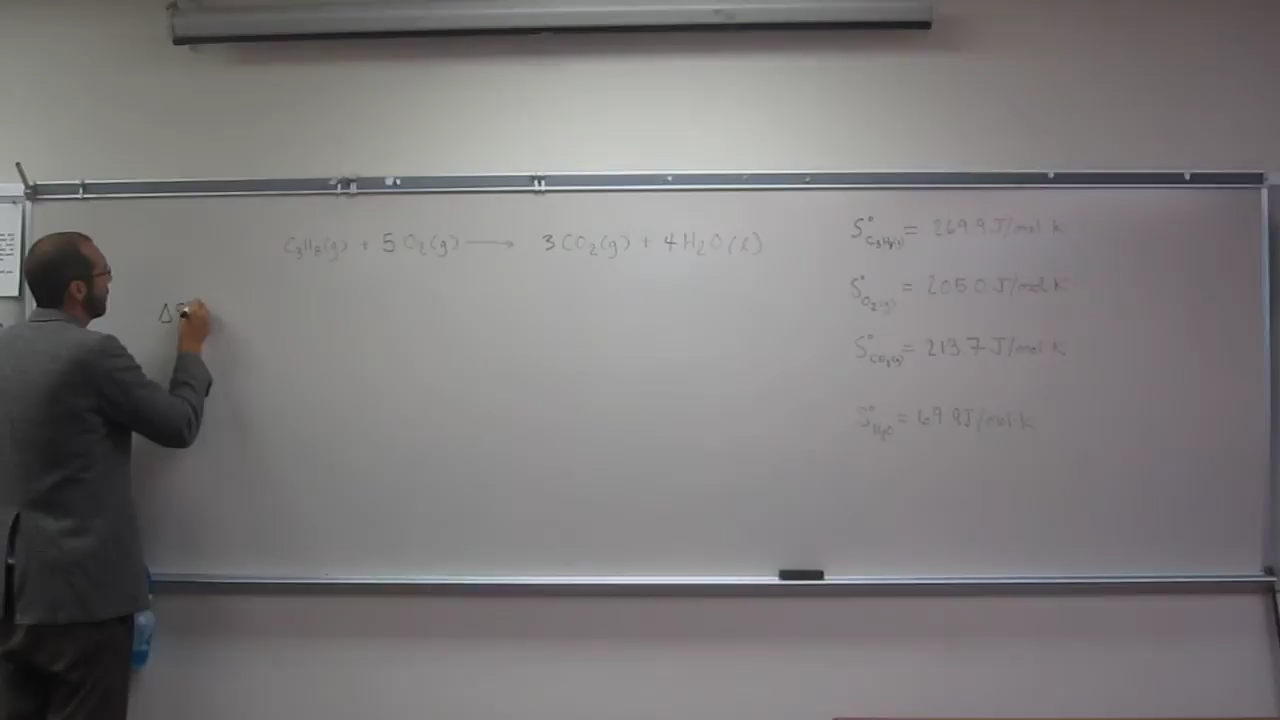 C₃H₈(g) + 5 O₂(g) → 3 CO₂(g) + 4 H₂O(l)
ΔS
S°C₃H₈(g) = 269.9 J/mol·K
S°O₂(g) = 205.0 J/mol·K
S°CO₂(g) = 213.7 J/mol·K
S°H₂O = 69.9 J/mol·K